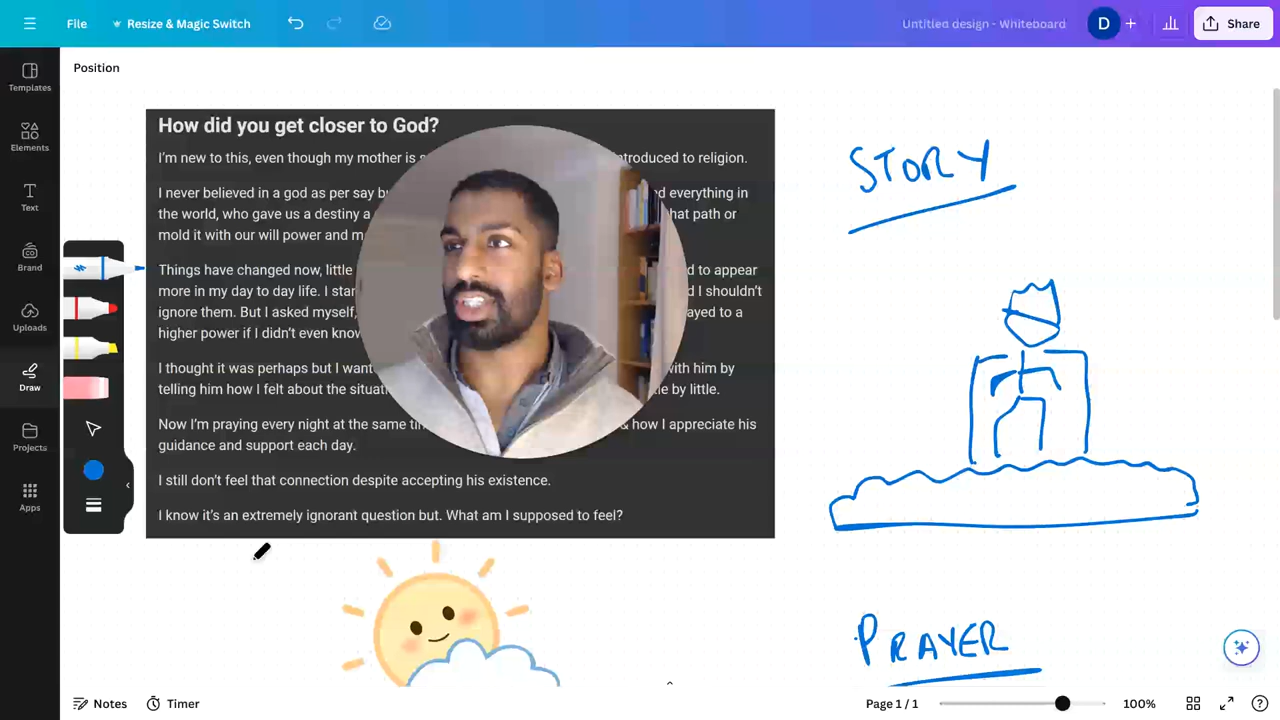 File
Resize & Magic Switch
Untitled design - Whiteboard
D
+
Share
Position
Templates
Elements
Text
Brand
Uploads
Draw
Projects
Apps
How did you get closer to God?
I'm new to this, even though my mother is introduced to religion.
I never believed in a god as per say everything in
the world, who gave us a destiny path or
mold it with our will power and
Things have changed now, little to appear
more in my day to day life. I I shouldn't
ignore them. But I asked myself, to a
higher power if I didn't even
I thought it was perhaps but I with him by
telling him how I felt about the by little.
Now I'm praying every night at the same & how I appreciate his
guidance and support each day.
I still don't feel that connection despite accepting his existence.
I know it's an extremely ignorant question but. What am I supposed to feel?
STORY
PRAYER
Notes
Timer
Page 1 / 1
100%